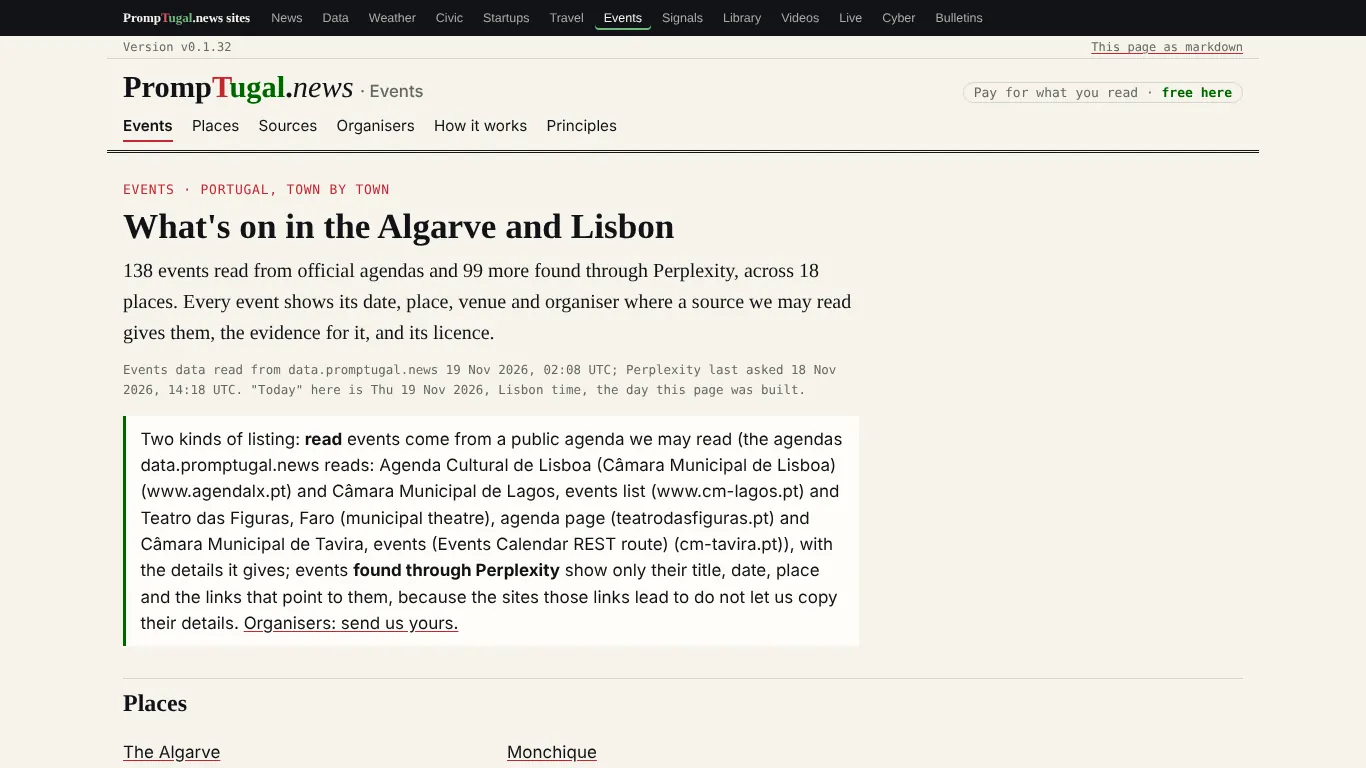 PrompTugal.news sites News Data Weather Civic Startups Travel Events Signals Library Videos Live Cyber Bulletins
Version v0.1.32 This page as markdown
PrompTugal.news · Events
Pay for what you read · free here
Events Places Sources Organisers How it works Principles
EVENTS · PORTUGAL, TOWN BY TOWN
What's on in the Algarve and Lisbon
138 events read from official agendas and 99 more found through Perplexity, across 18
places. Every event shows its date, place, venue and organiser where a source we may read
gives them, the evidence for it, and its licence.
Events data read from data.promptugal.news 19 Nov 2026, 02:08 UTC; Perplexity last asked 18 Nov
2026, 14:18 UTC. "Today" here is Thu 19 Nov 2026, Lisbon time, the day this page was built.
Two kinds of listing: read events come from a public agenda we may read (the agendas
data.promptugal.news reads: Agenda Cultural de Lisboa (Câmara Municipal de Lisboa)
(www.agendalx.pt) and Câmara Municipal de Lagos, events list (www.cm-lagos.pt) and
Teatro das Figuras, Faro (municipal theatre), agenda page (teatrodasfiguras.pt) and
Câmara Municipal de Tavira, events (Events Calendar REST route) (cm-tavira.pt)), with
the details it gives; events found through Perplexity show only their title, date, place
and the links that point to them, because the sites those links lead to do not let us copy
their details. Organisers: send us yours.
Places
The Algarve Monchique